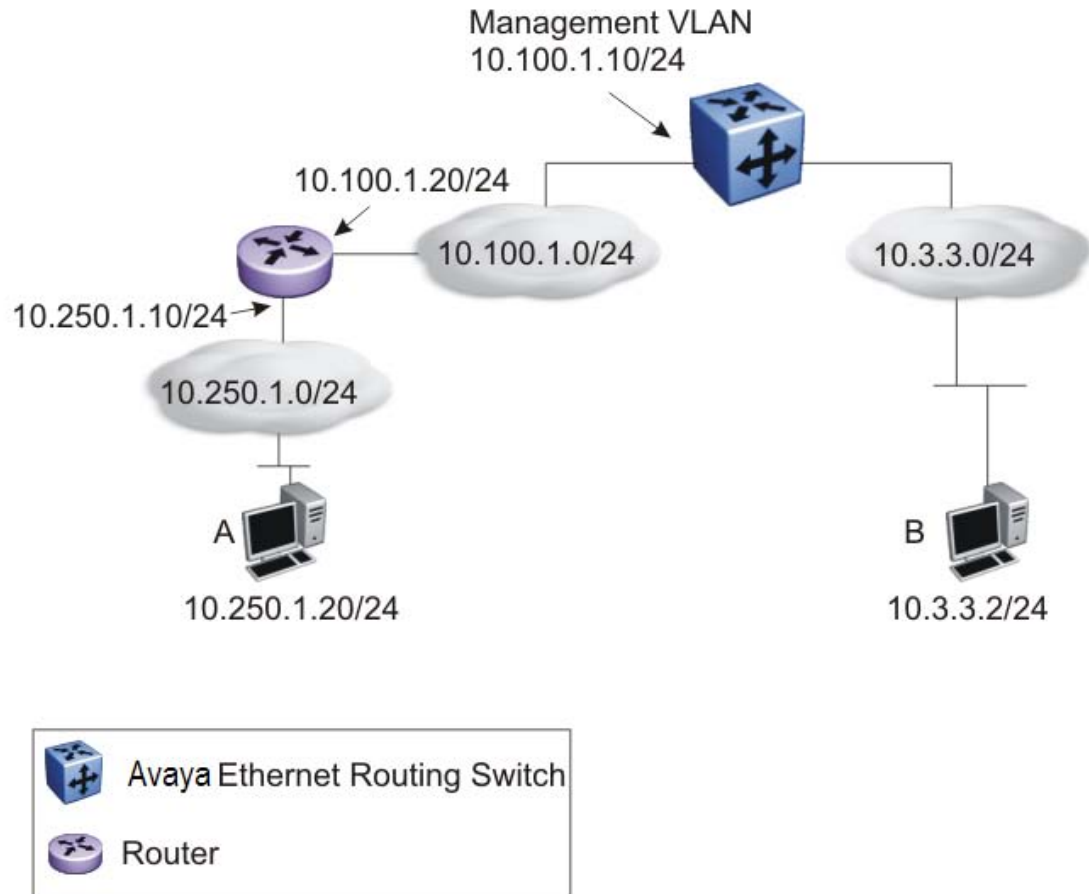 Management VLAN
10.100.1.10/24
10.100.1.20/24
10.100.1.0/24
10.3.3.0/24
10.250.1.10/24
10.250.1.0/24
A
B
10.250.1.20/24
10.3.3.2/24
Avaya Ethernet Routing Switch
Router